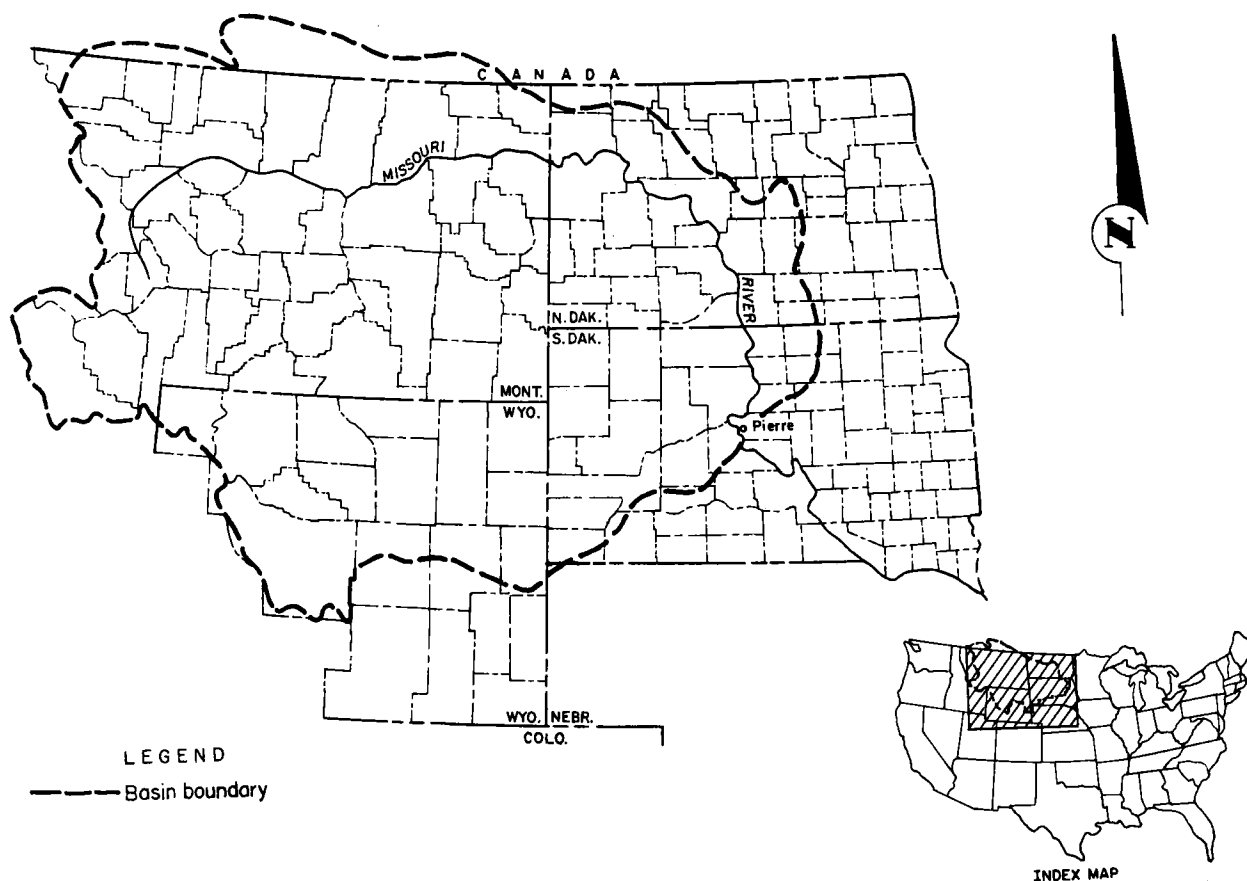 CANADA
MISSOURI
N
RIVER
N. DAK.
S. DAK.
MONT.
WYO.
Pierre
WYO. NEBR.
COLO.
LEGEND
Basin boundary
INDEX MAP